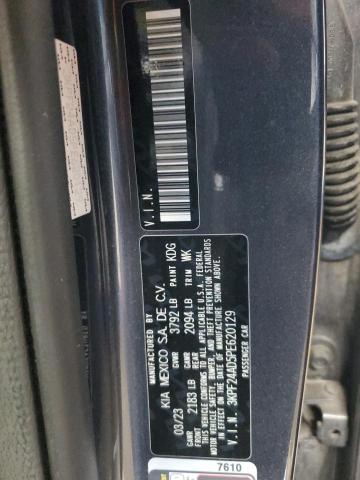 V.I.N.
MANUFACTURED BY
KIA MEXICO S.A. DE C.V.
03/23 GVWR 3792 LB PAINT KDG
GAWR FRONT 2183 LB GAWR REAR 2094 LB TRIM WK
THIS VEHICLE CONFORMS TO ALL APPLICABLE U.S.A. FEDERAL
MOTOR VEHICLE SAFETY, BUMPER, AND THEFT PREVENTION STANDARDS
IN EFFECT ON THE DATE OF MANUFACTURE SHOWN ABOVE.
V.I.N. 3KPF24AD5PE620129
PASSENGER CAR
7610